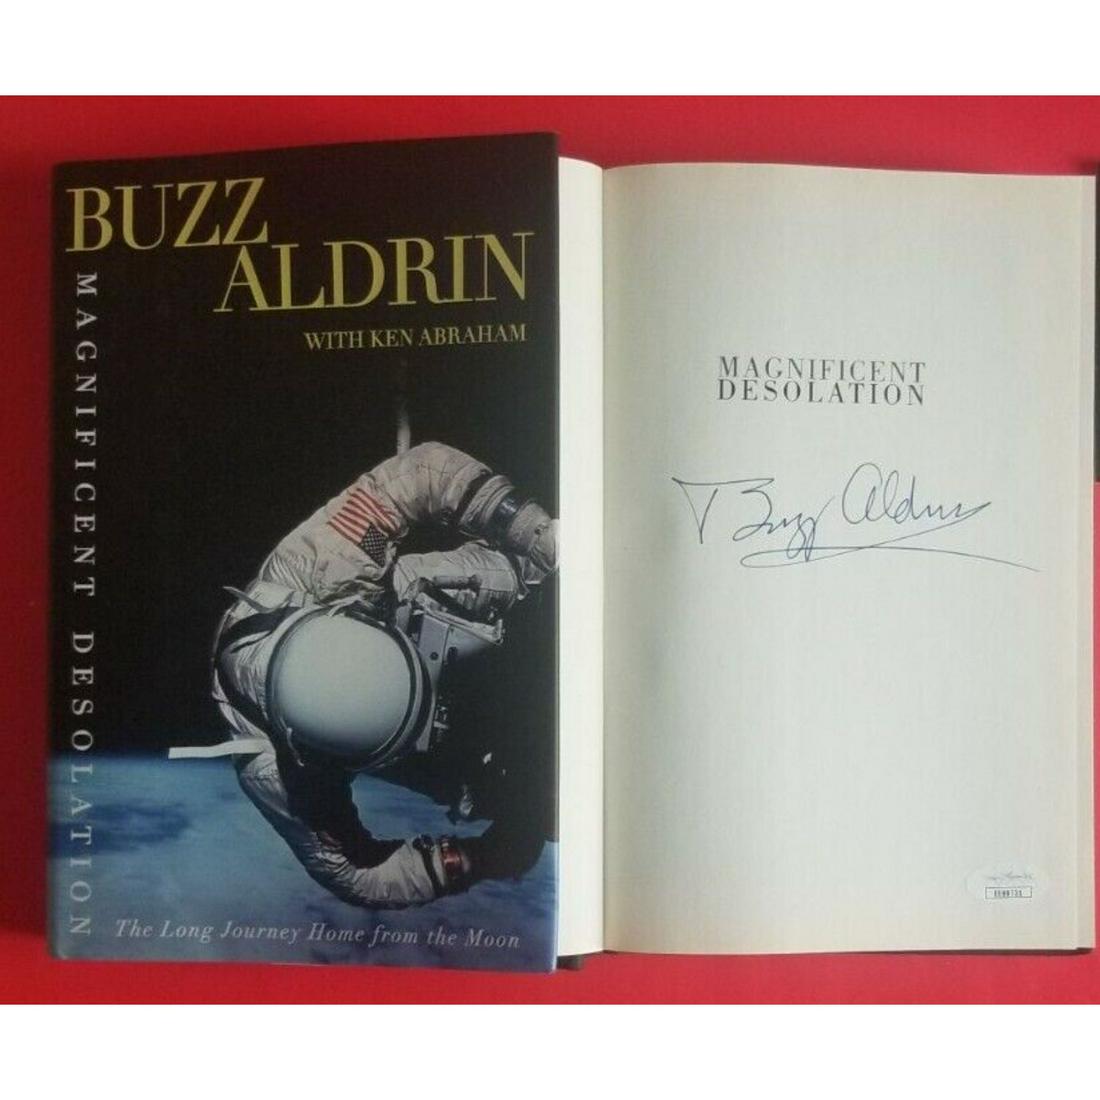 BUZZ
ALDRIN
WITH KEN ABRAHAM
MAGNIFICENT DESOLATION
The Long Journey Home from the Moon
MAGNIFICENT
DESOLATION
Buzz Aldrin